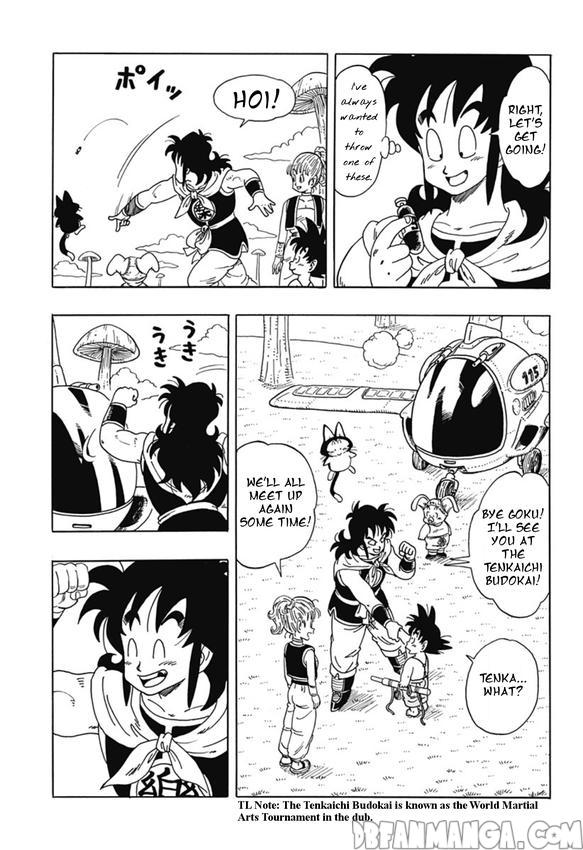 RIGHT,
LET'S
GET
GOING!
I've
always
wanted
to
throw
one of
these.
ポイッ
HOI!
115
BYE GOKU!
I'LL SEE
YOU AT
THE
TENKAICHI
BUDOKAI!
WE'LL ALL
MEET UP
AGAIN
SOME TIME!
TENKA...
WHAT?
うき
うき
TL Note: The Tenkaichi Budokai is known as the World Martial
Arts Tournament in the dub.
DBFANMANGA.COM